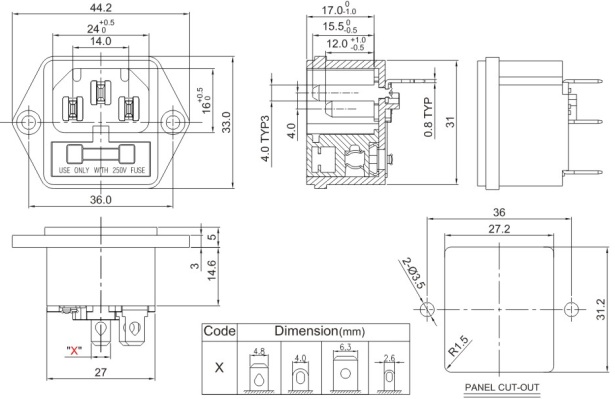 44.2
24 +0.5 0
14.0
16 +0.5 0
33.0
USE ONLY WITH 250V FUSE
36.0
17.0 0 -1.0
15.5 0 -0.5
12.0 +1.0 -0.5
4.0 TYP3
4.0
0.8 TYP
31
5
3
14.6
"X"
27
Code Dimension(mm)
X 4.8 4.0 6.3 2.6
36
27.2
2-Ø3.5
31.2
R1.5
PANEL CUT-OUT